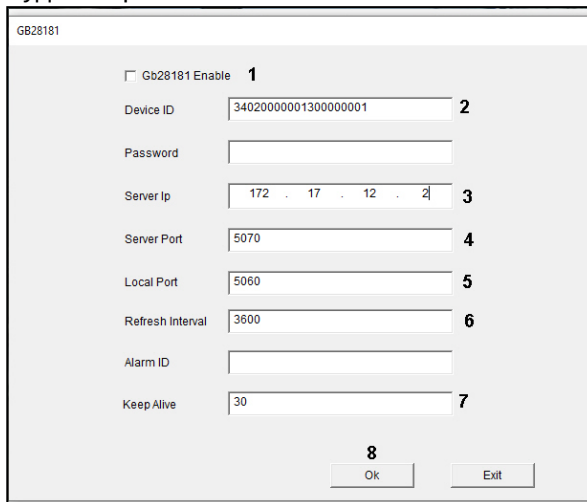 GB28181
Gb28181 Enable 1
Device ID 34020000001300000001 2
Password
Server Ip 172 . 17 . 12 . 2 3
Server Port 5070 4
Local Port 5060 5
Refresh Interval 3600 6
Alarm ID
Keep Alive 30 7
8
Ok Exit